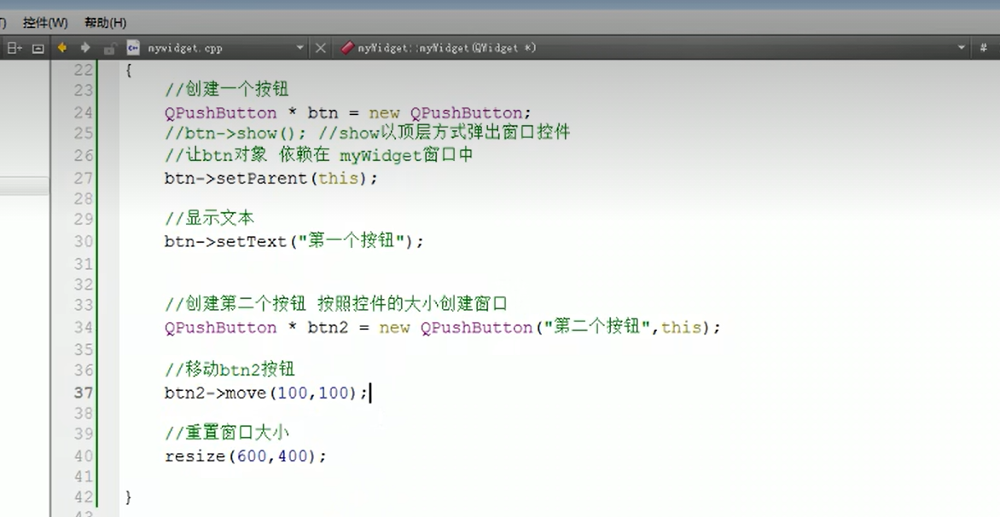 控件(W) 帮助(H)
mywidget.cpp myWidget::myWidget(QWidget *) #
22 {
23 //创建一个按钮
24 QPushButton * btn = new QPushButton;
25 //btn->show(); //show以顶层方式弹出窗口控件
26 //让btn对象 依赖在 myWidget窗口中
27 btn->setParent(this);
28
29 //显示文本
30 btn->setText("第一个按钮");
31
32
33 //创建第二个按钮 按照控件的大小创建窗口
34 QPushButton * btn2 = new QPushButton("第二个按钮",this);
35
36 //移动btn2按钮
37 btn2->move(100,100);
38
39 //重置窗口大小
40 resize(600,400);
41
42 }